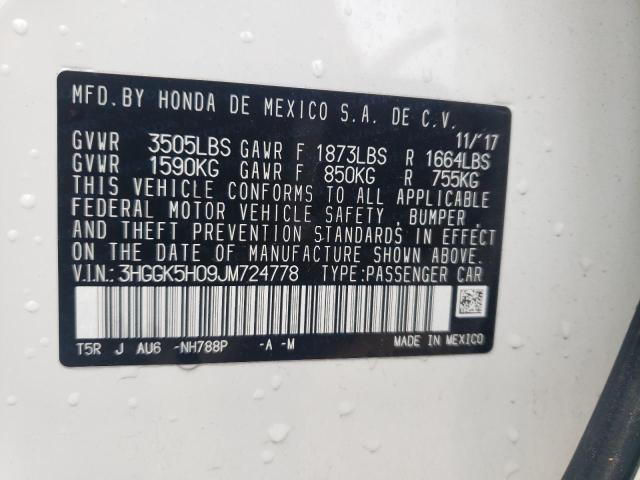 MFD. BY HONDA DE MEXICO S.A. DE C.V.
11/'17
GVWR 3505LBS GAWR F 1873LBS R 1664LBS
GVWR 1590KG GAWR F 850KG R 755KG
THIS VEHICLE CONFORMS TO ALL APPLICABLE
FEDERAL MOTOR VEHICLE SAFETY, BUMPER,
AND THEFT PREVENTION STANDARDS IN EFFECT
ON THE DATE OF MANUFACTURE SHOWN ABOVE.
V.I.N.: 3HGGK5H09JM724778 TYPE:PASSENGER CAR
T5R J AU6 -NH788P -A -M MADE IN MEXICO